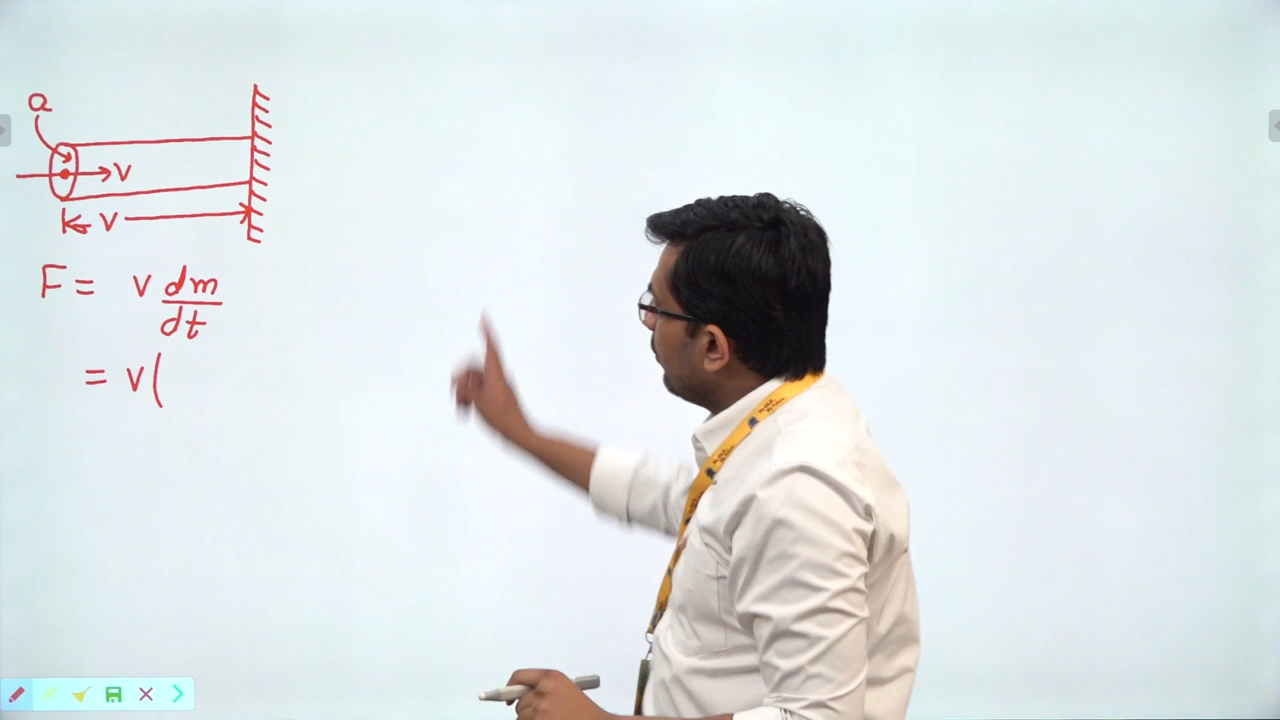 a
v
v
F = v dm/dt
= v(